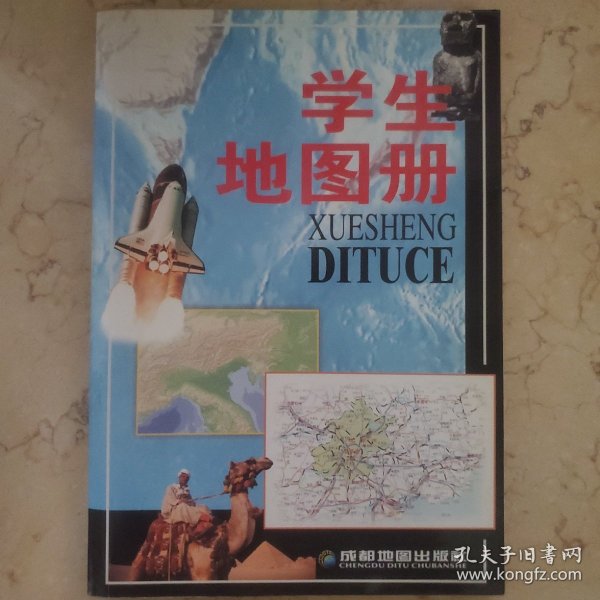 学生
地图册
XUESHENG
DITUCE
成都地图出版社
CHENGDU DITU CHUBANSHE
孔夫子旧书网
www.kongfz.com